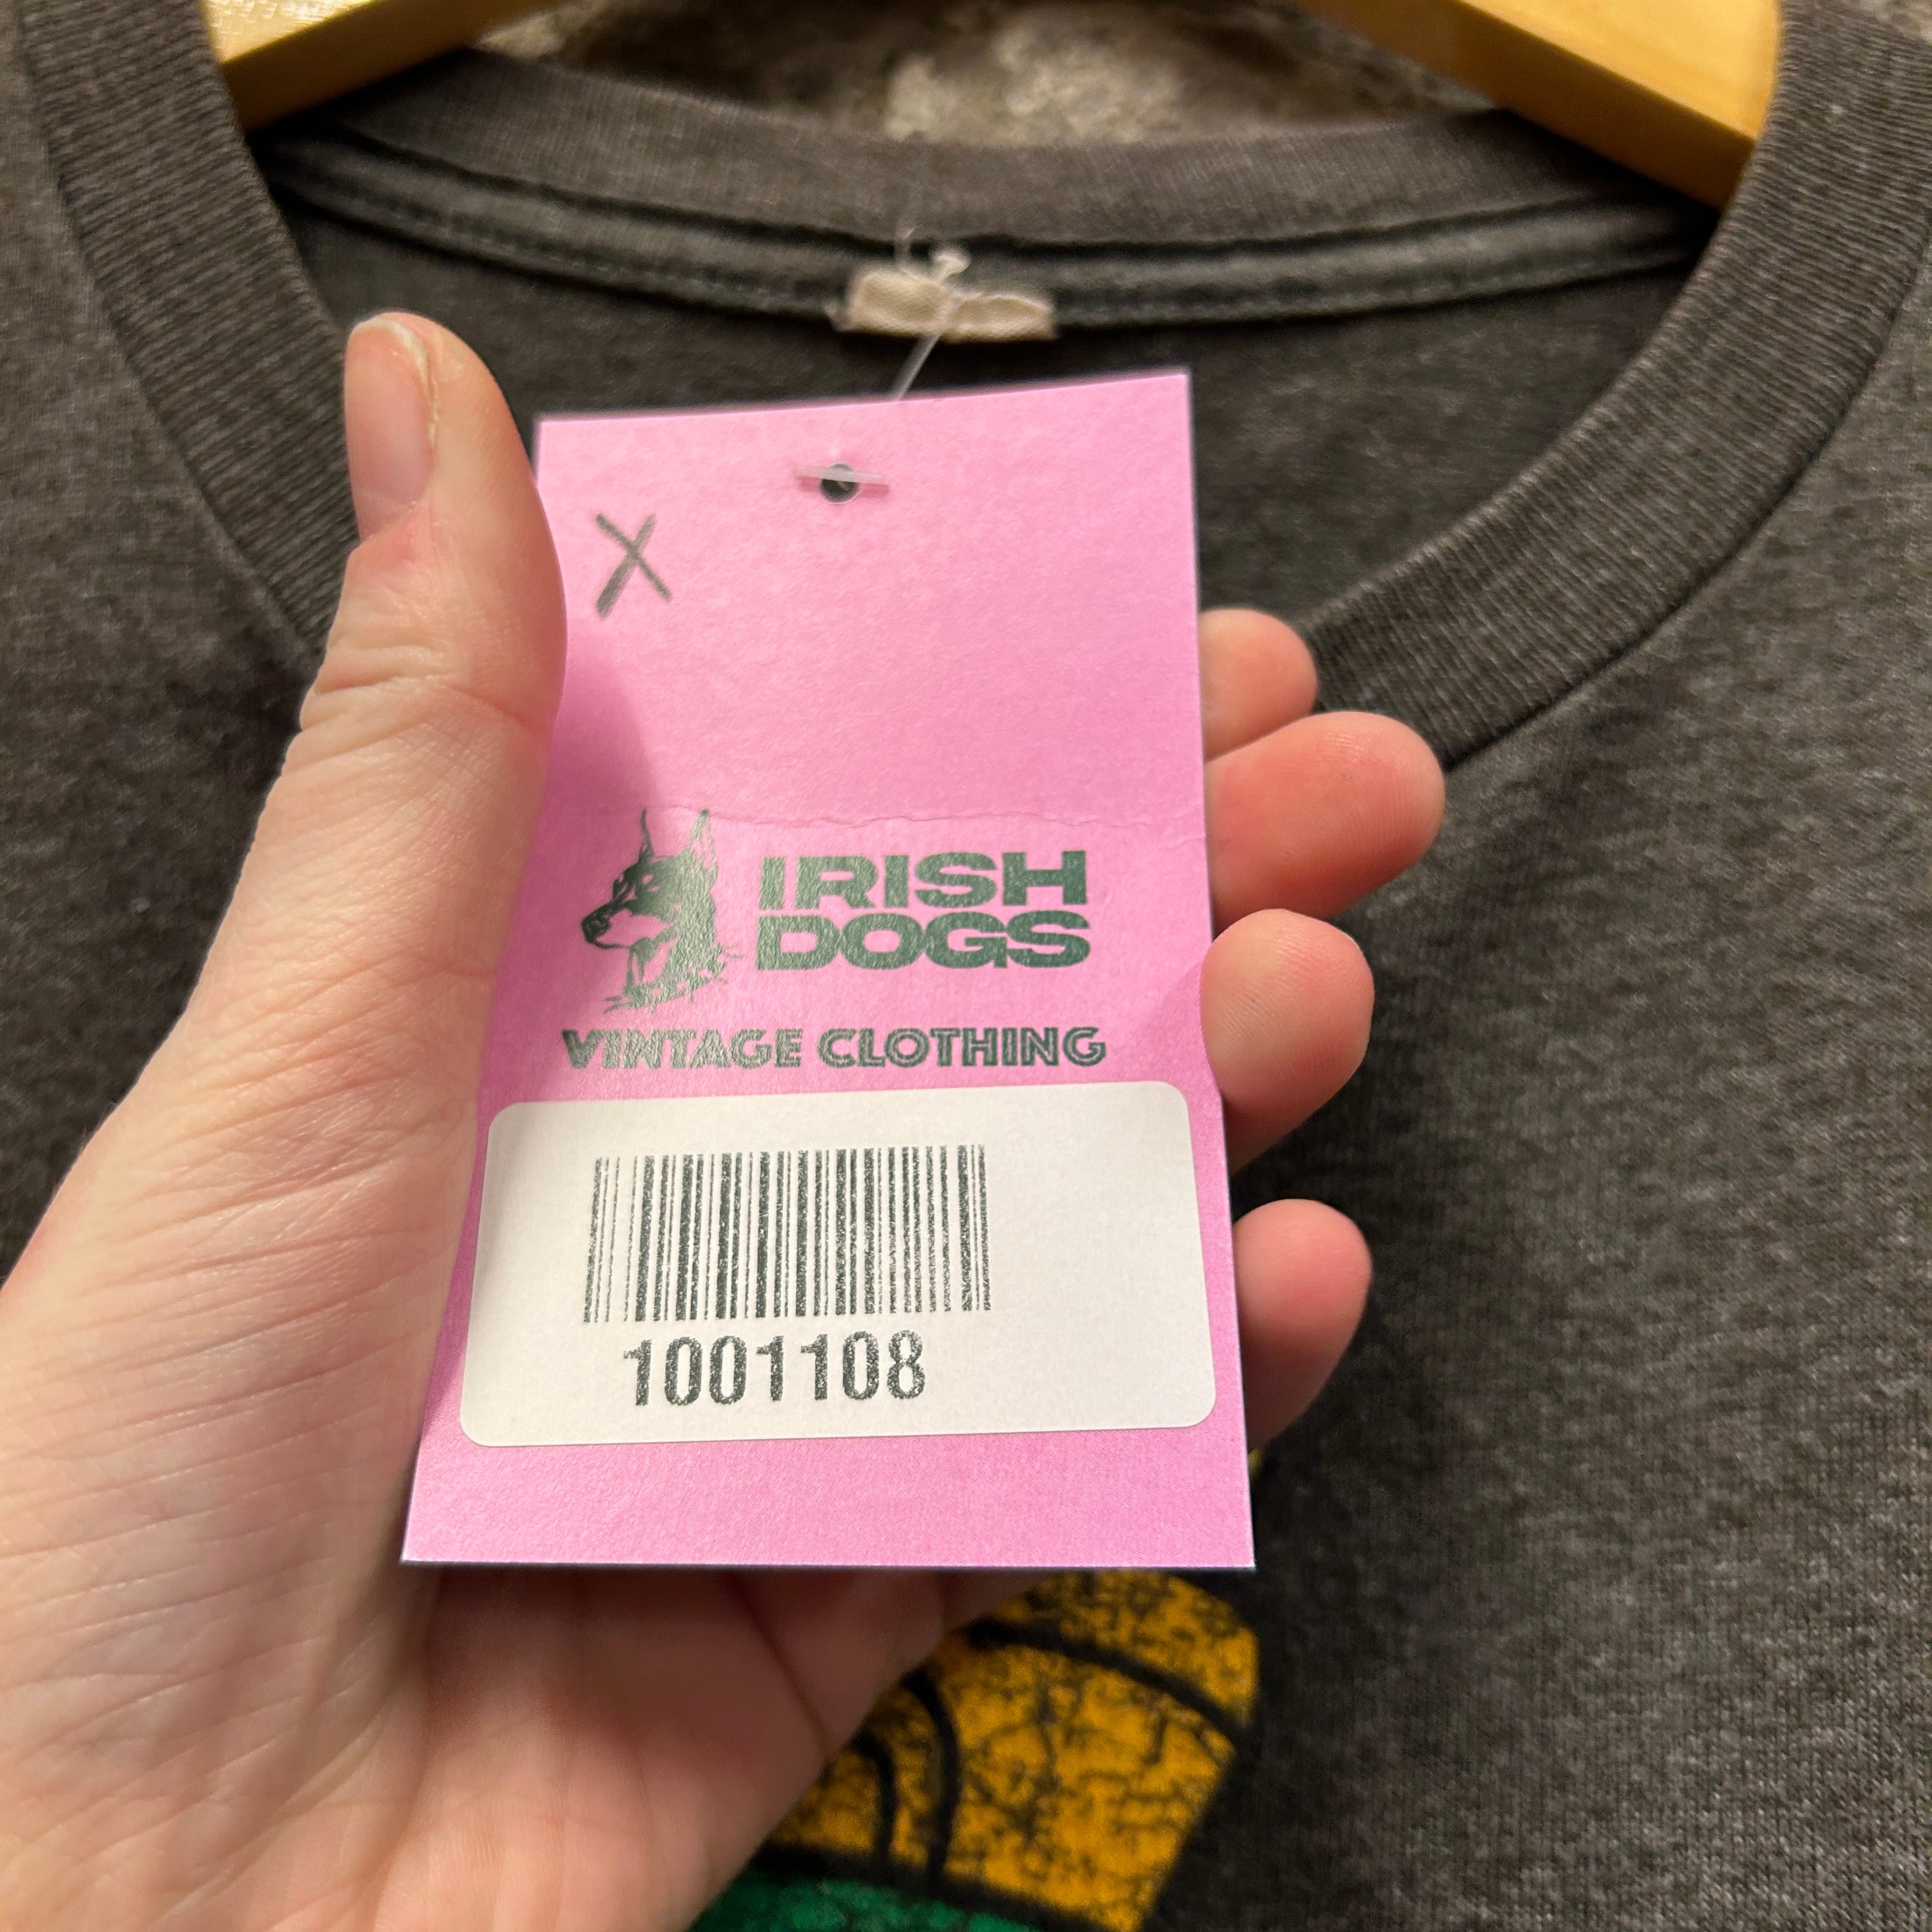 X
IRISH
DOGS
VINTAGE CLOTHING
1001108